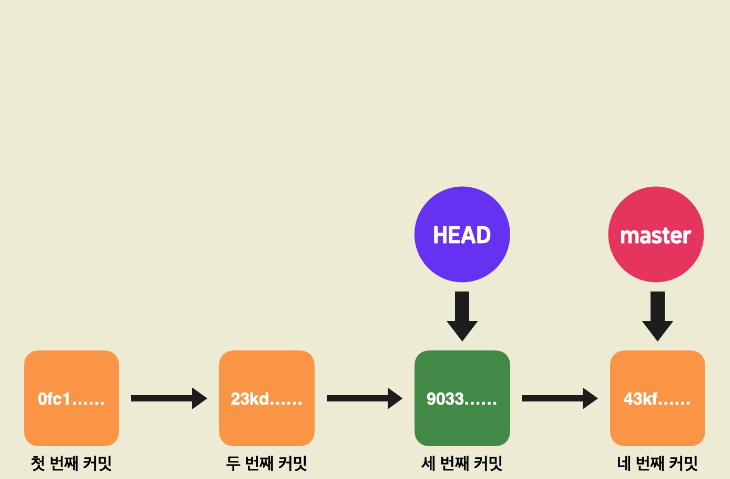 HEAD
master
0fc1......
23kd......
9033......
43kf......
첫 번째 커밋
두 번째 커밋
세 번째 커밋
네 번째 커밋